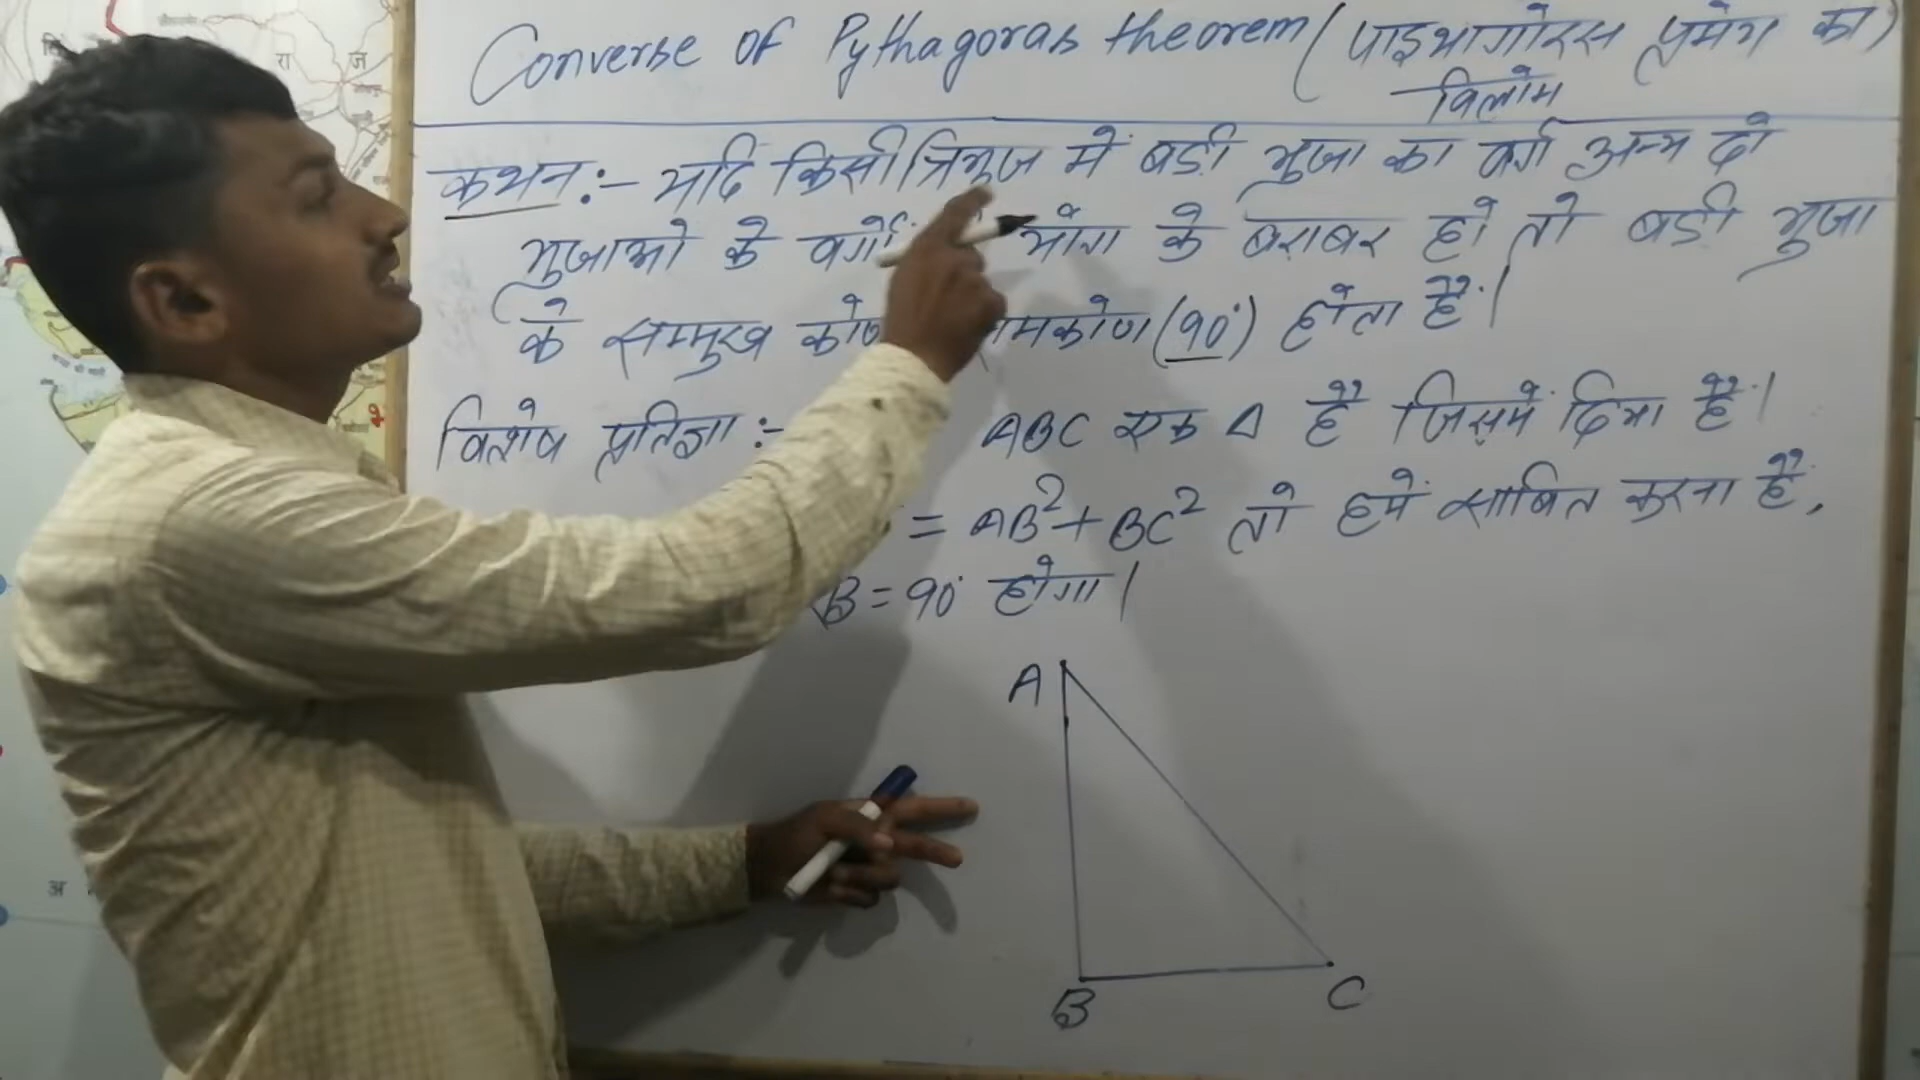 Converse of Pythagoras theorem (पाइथागोरस प्रमेय का)
विलोम
कथन :- यदि किसी त्रिभुज में बडी भुजा का वर्ग अन्य दो
भुजाओ के वर्गों योग के बराबर हो तो बडी भुजा
के सम्मुख (90°) होता है।
विशेष प्रतिज्ञा :- ABC एक Δ है जिसमें दिया है।
= AB²+BC² तो हमें साबित करना है,
B = 90° होगा।
A
B
C
रा
ज
अ